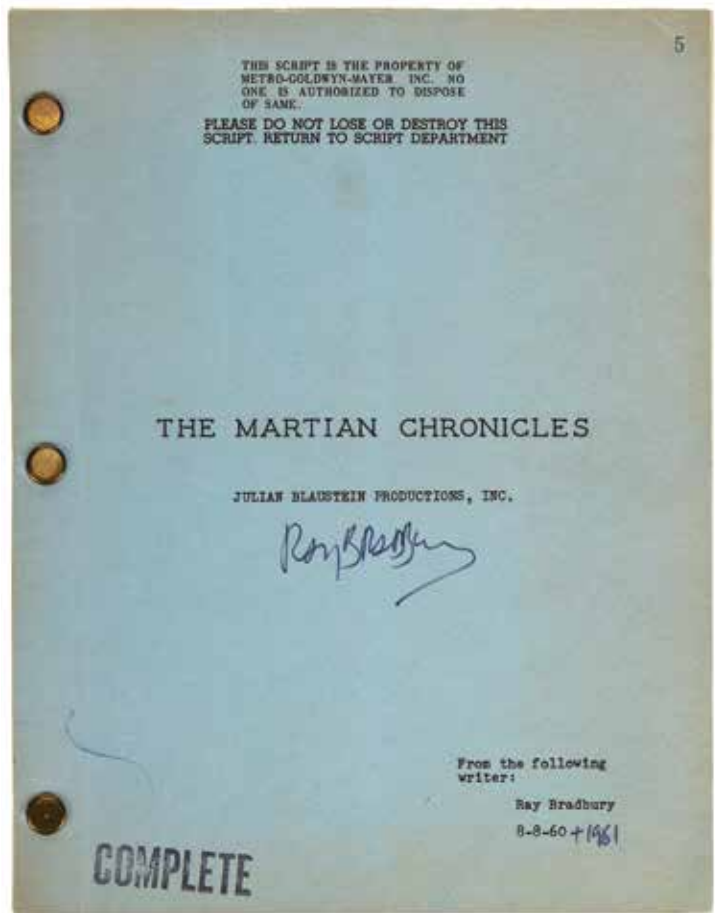 5
THIS SCRIPT IS THE PROPERTY OF
METRO-GOLDWYN-MAYER INC. NO
ONE IS AUTHORIZED TO DISPOSE
OF SAME.
PLEASE DO NOT LOSE OR DESTROY THIS
SCRIPT. RETURN TO SCRIPT DEPARTMENT
THE MARTIAN CHRONICLES
JULIAN BLAUSTEIN PRODUCTIONS, INC.
Ray Bradbury
From the following
writer:
Ray Bradbury
8-8-60 + 1961
COMPLETE